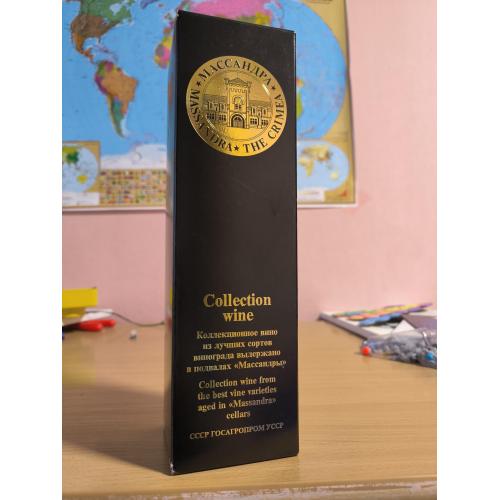 МАССАНДРА
MASSANDRA ★ THE CRIMEA
Collection
wine
Коллекционное вино
из лучших сортов
винограда выдержано
в подвалах «Массандры»
Collection wine from
the best vine varieties
aged in «Massandra»
cellars
СССР ГОСАГРОПРОМ УССР